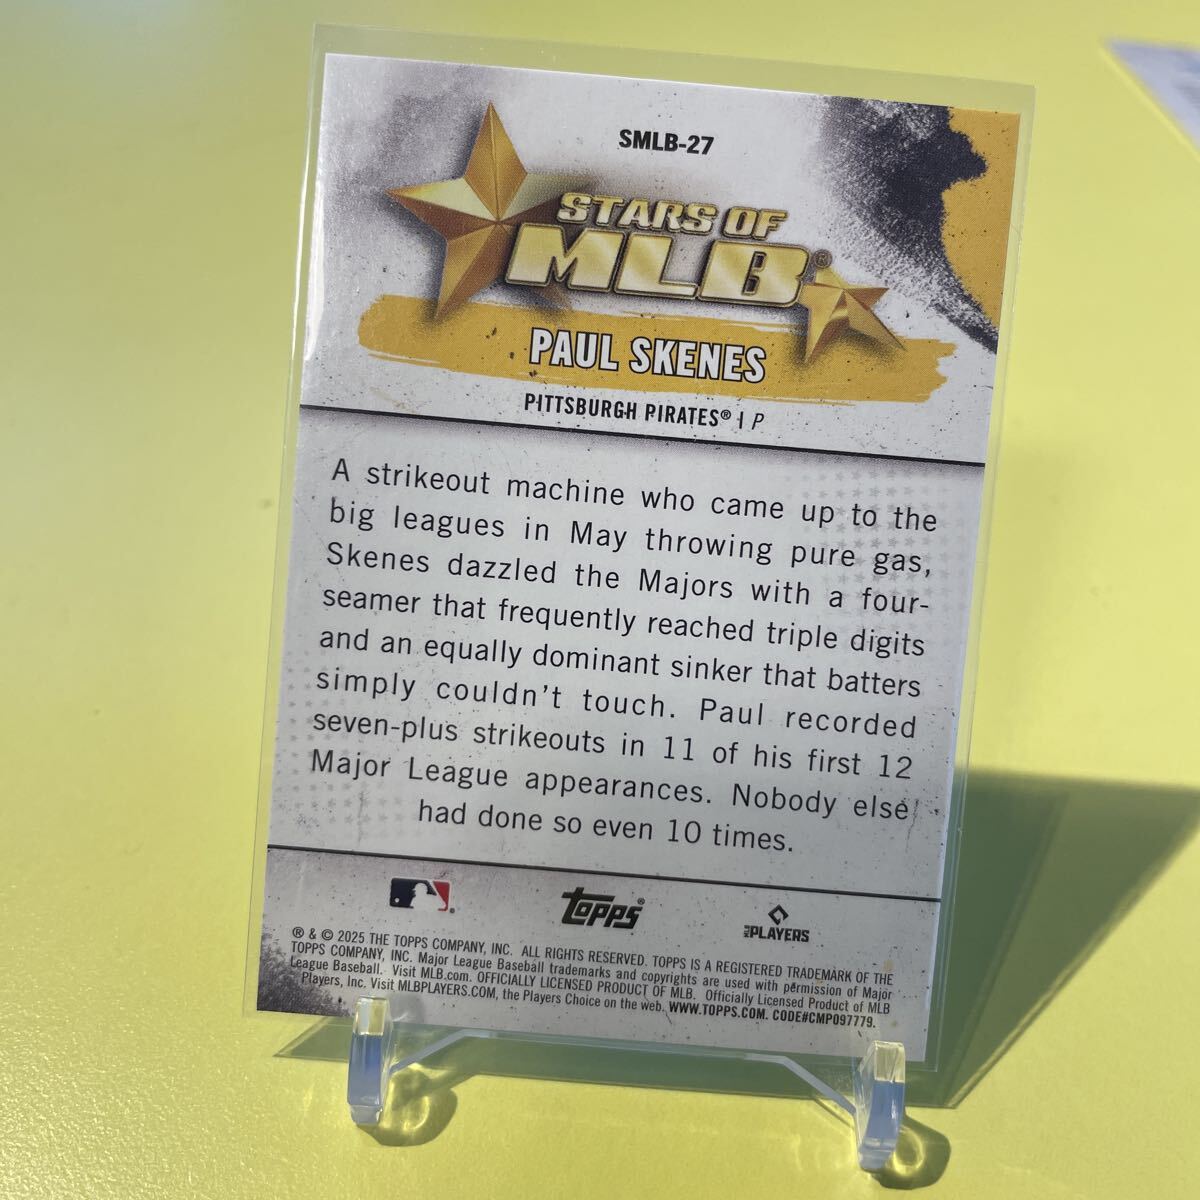 SMLB-27
STARS OF
MLB®
PAUL SKENES
PITTSBURGH PIRATES® | P
A strikeout machine who came up to the
big leagues in May throwing pure gas,
Skenes dazzled the Majors with a four-
seamer that frequently reached triple digits
and an equally dominant sinker that batters
simply couldn't touch. Paul recorded
seven-plus strikeouts in 11 of his first 12
Major League appearances. Nobody else
had done so even 10 times.
topps®
MLB PLAYERS
® & © 2025 THE TOPPS COMPANY, INC. ALL RIGHTS RESERVED. TOPPS IS A REGISTERED TRADEMARK OF THE
TOPPS COMPANY, INC. Major League Baseball trademarks and copyrights are used with permission of Major
League Baseball. Visit MLB.com. OFFICIALLY LICENSED PRODUCT OF MLB. Officially Licensed Product of MLB
Players, Inc. Visit MLBPLAYERS.COM, the Players Choice on the web. WWW.TOPPS.COM. CODE#CMP097779.